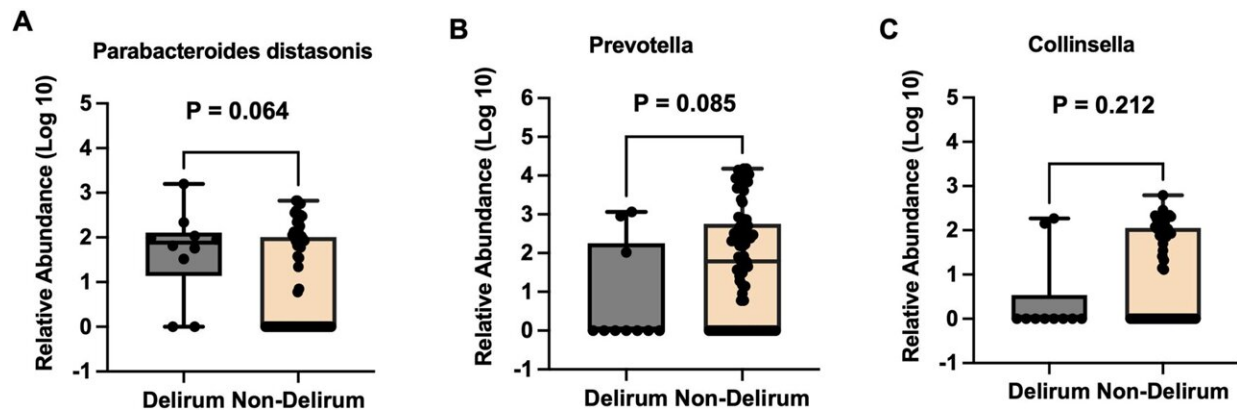 A
Parabacteroides distasonis
Relative Abundance (Log 10)
P = 0.064
5
4
3
2
1
0
-1
Delirum Non-Delirum
B
Prevotella
Relative Abundance (Log 10)
P = 0.085
6
5
4
3
2
1
0
-1
Delirum Non-Delirum
C
Collinsella
Relative Abundance (Log 10)
P = 0.212
5
4
3
2
1
0
-1
Delirum Non-Delirum